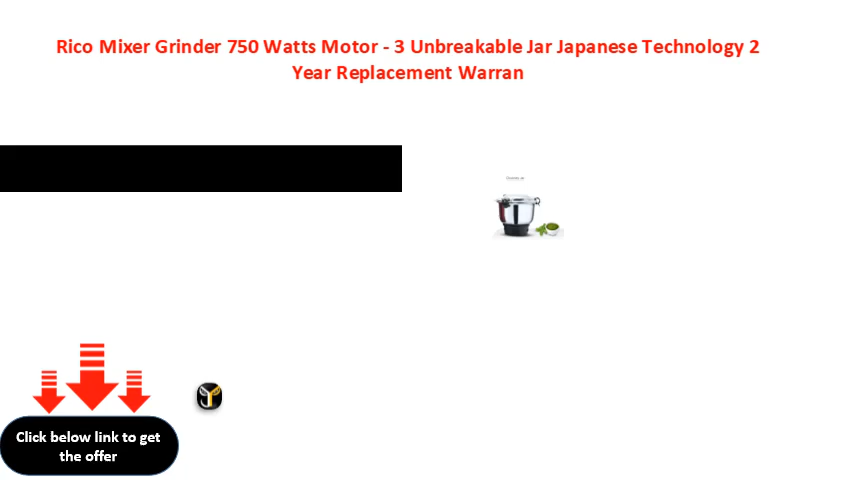 Rico Mixer Grinder 750 Watts Motor - 3 Unbreakable Jar Japanese Technology 2
Year Replacement Warran
Click below link to get
the offer